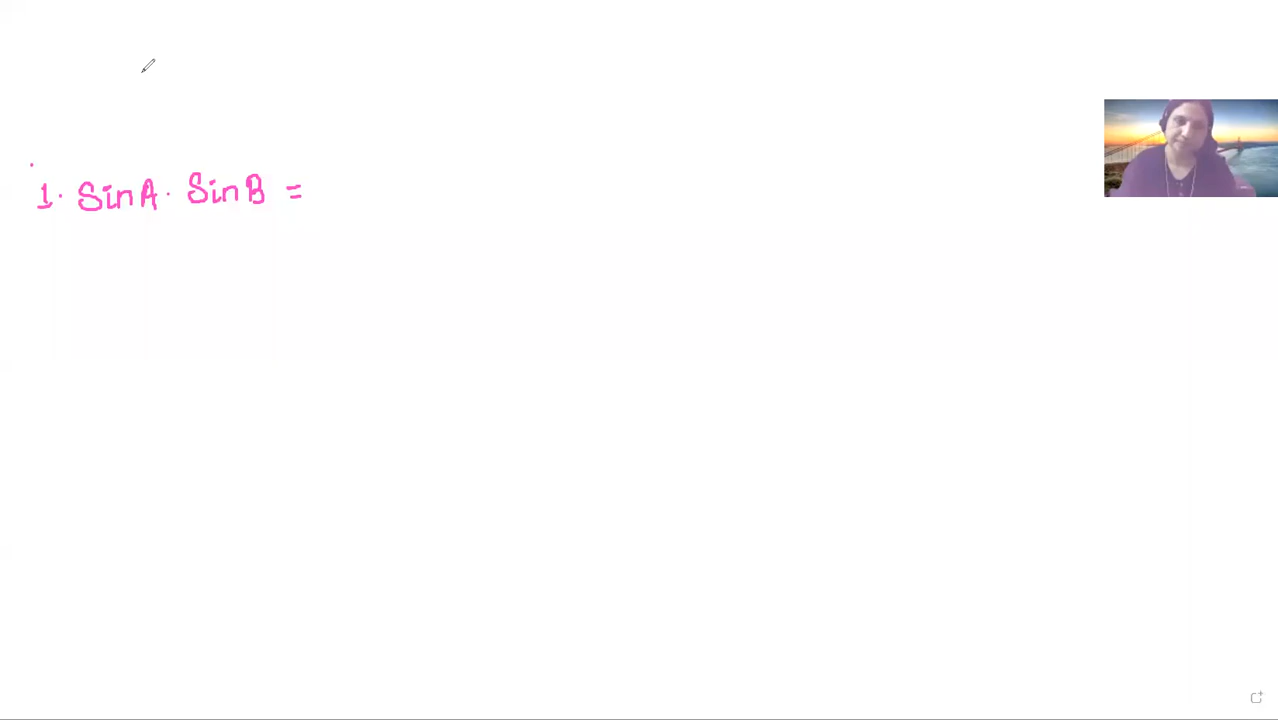 1. SinA · SinB =